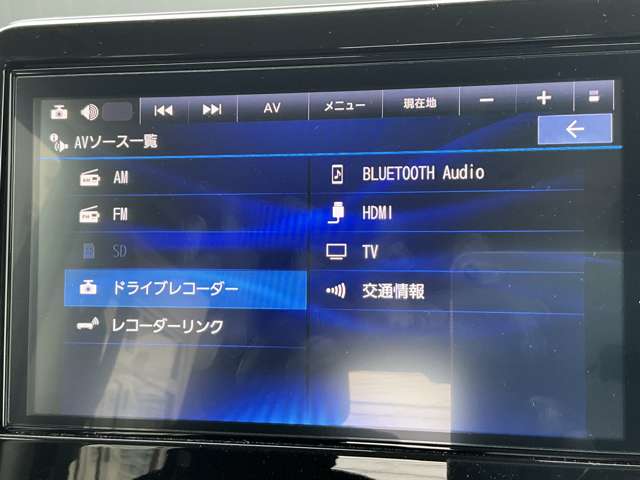 AV メニュー 現在地 − +
AVソース一覧
AM
FM
SD
ドライブレコーダー
レコーダーリンク
BLUETOOTH Audio
HDMI
TV
交通情報